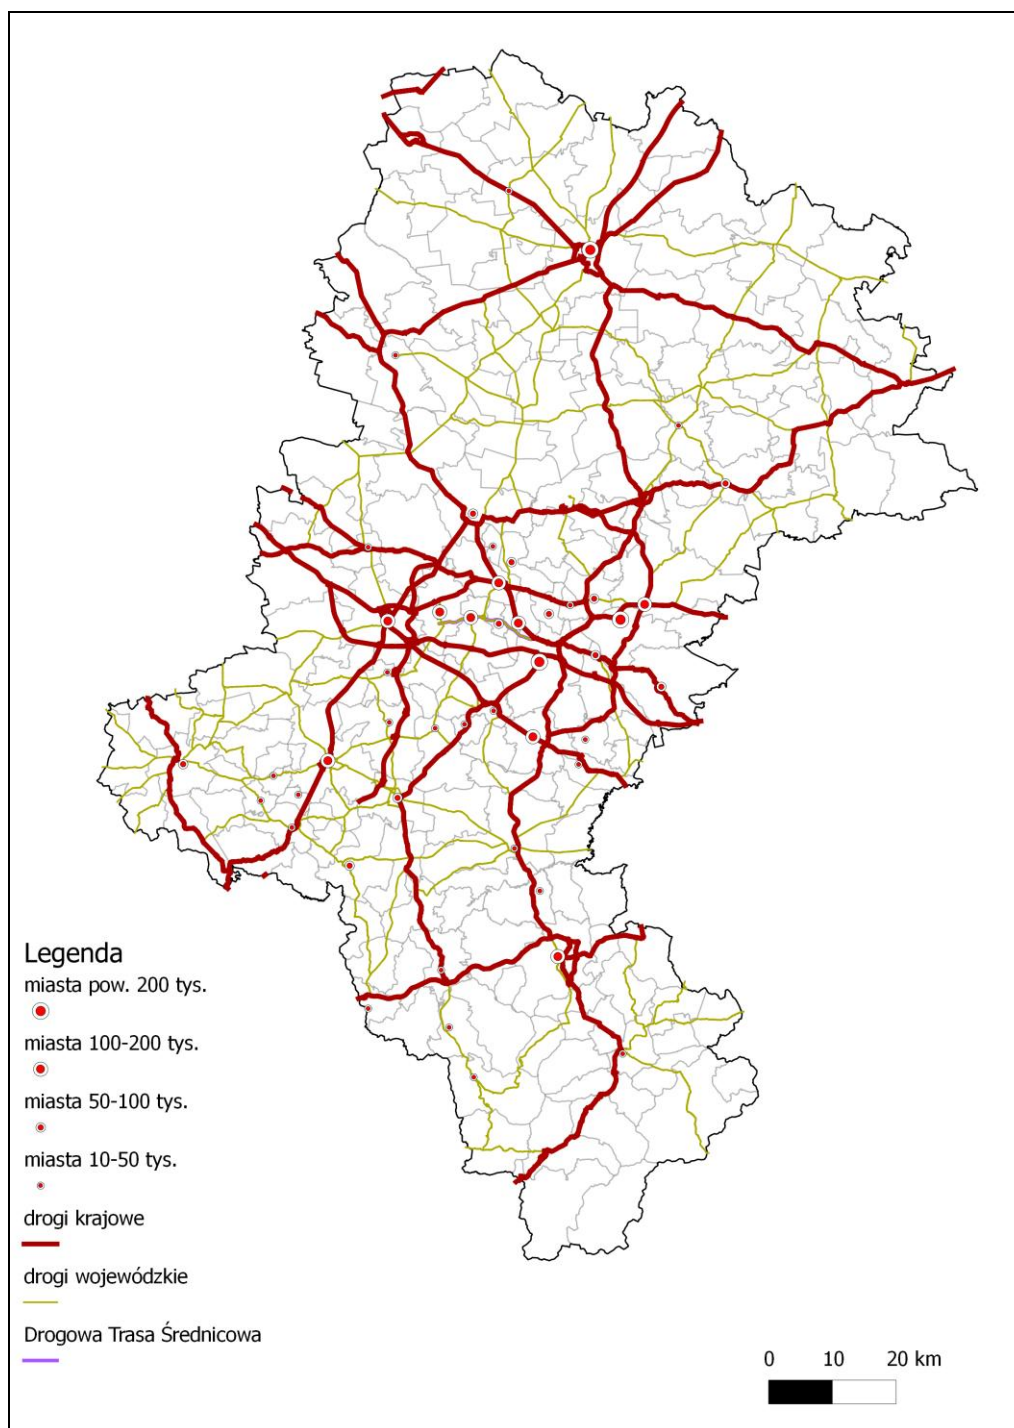 Legenda
miasta pow. 200 tys.
miasta 100-200 tys.
miasta 50-100 tys.
miasta 10-50 tys.
drogi krajowe
drogi wojewódzkie
Drogowa Trasa Średnicowa
0 10 20 km